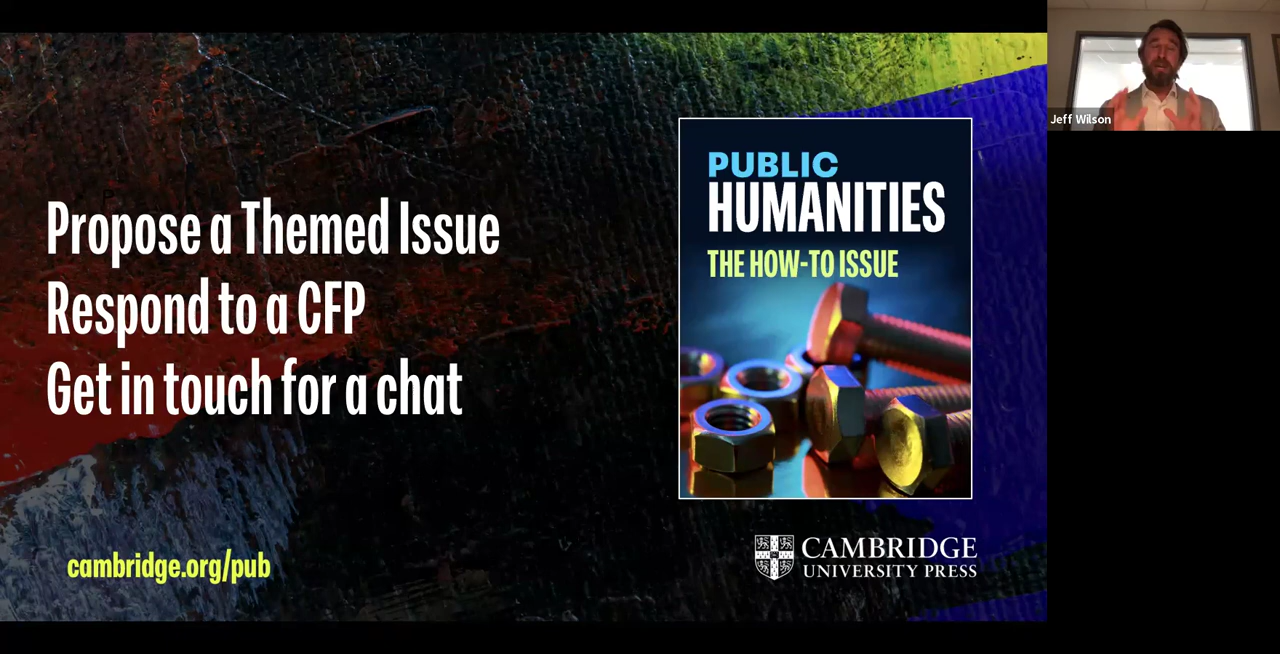 Propose a Themed Issue
Respond to a CFP
Get in touch for a chat
cambridge.org/pub
PUBLIC
HUMANITIES
THE HOW-TO ISSUE
CAMBRIDGE
UNIVERSITY PRESS
Jeff Wilson